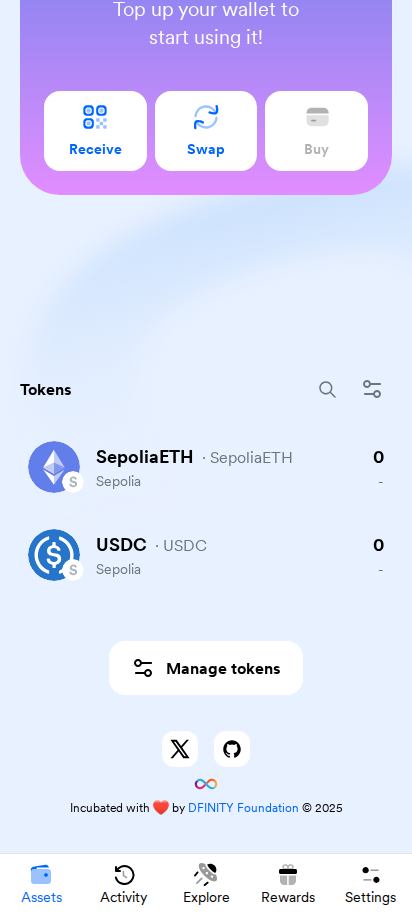 Top up your wallet to
start using it!
Receive
Swap
Buy
Tokens
SepoliaETH · SepoliaETH 0
Sepolia -
S
USDC · USDC 0
Sepolia -
S
Manage tokens
Incubated with ❤️ by DFINITY Foundation © 2025
Assets
Activity
Explore
Rewards
Settings